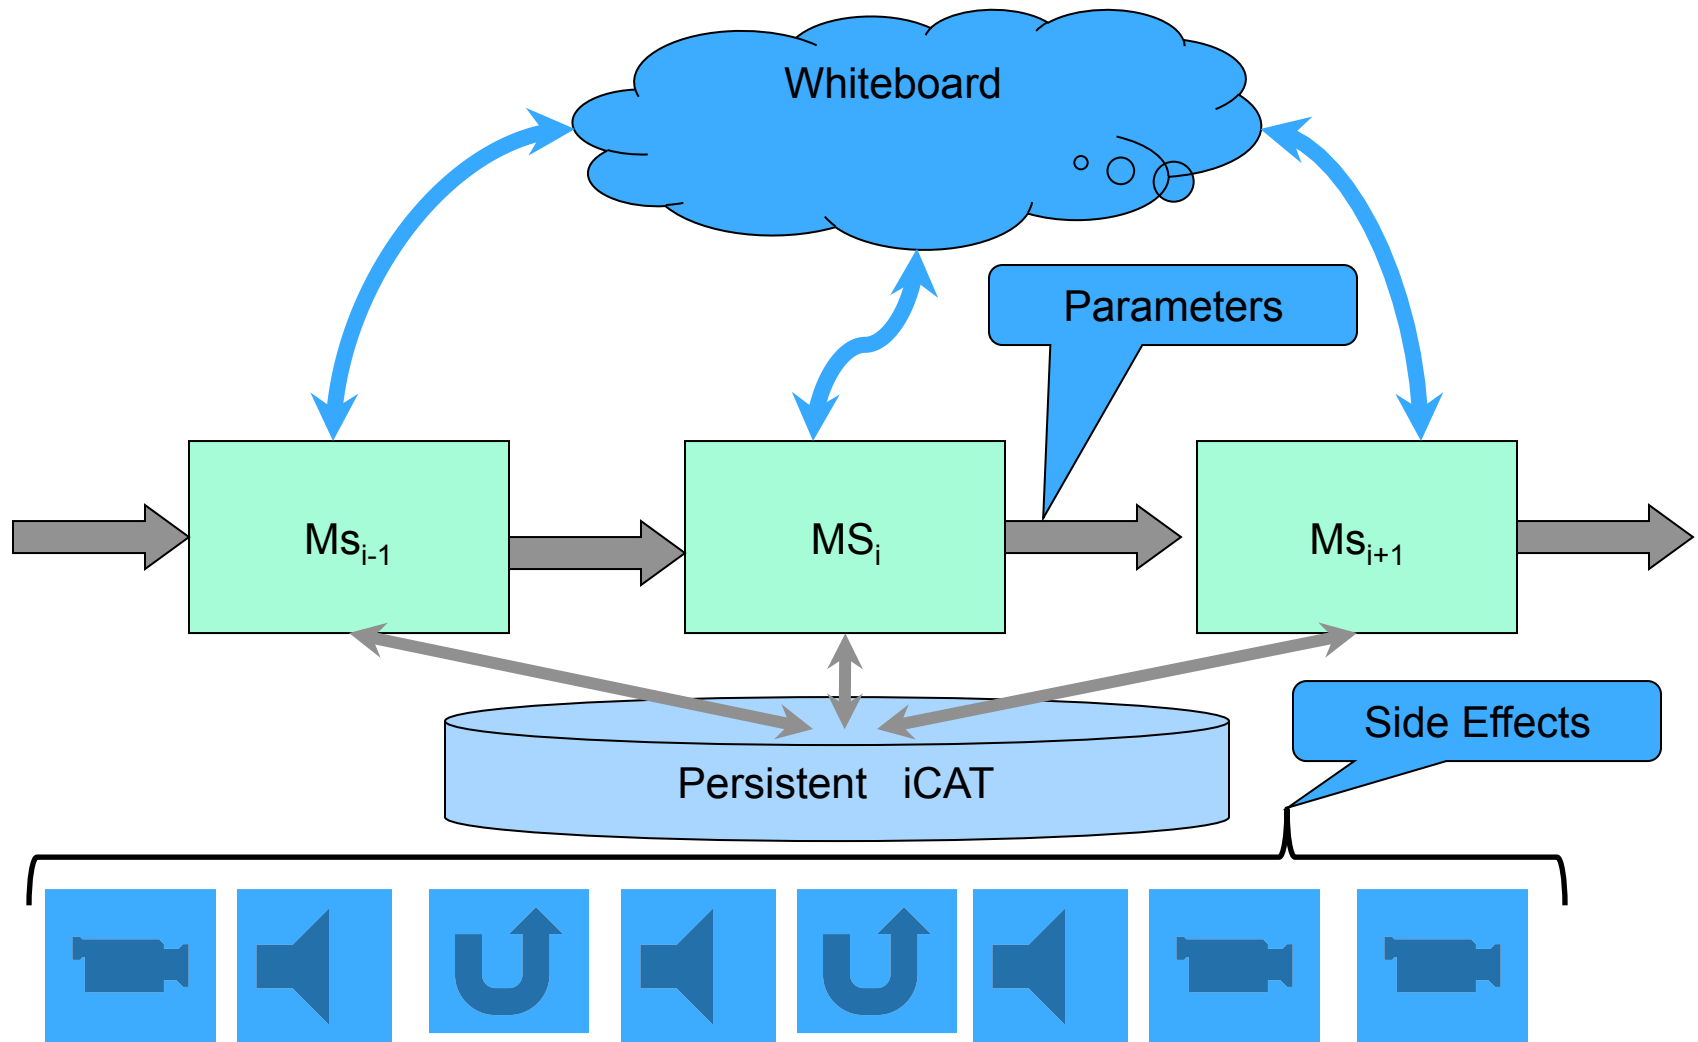 Whiteboard
Parameters
Ms<sub>i-1</sub>
MS<sub>i</sub>
Ms<sub>i+1</sub>
Side Effects
Persistent iCAT